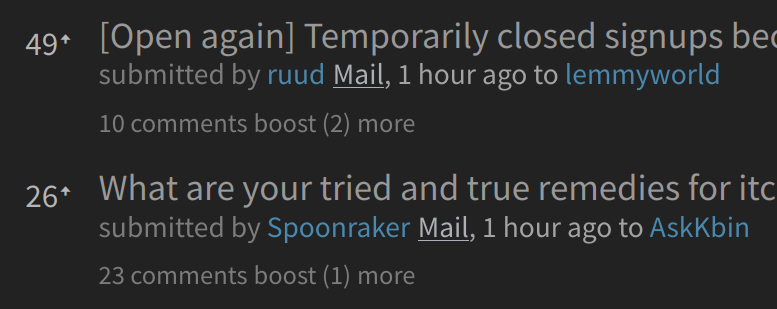 49 [Open again] Temporarily closed signups bec
submitted by ruud Mail, 1 hour ago to lemmyworld
10 comments boost (2) more
26 What are your tried and true remedies for itc
submitted by Spoonraker Mail, 1 hour ago to AskKbin
23 comments boost (1) more